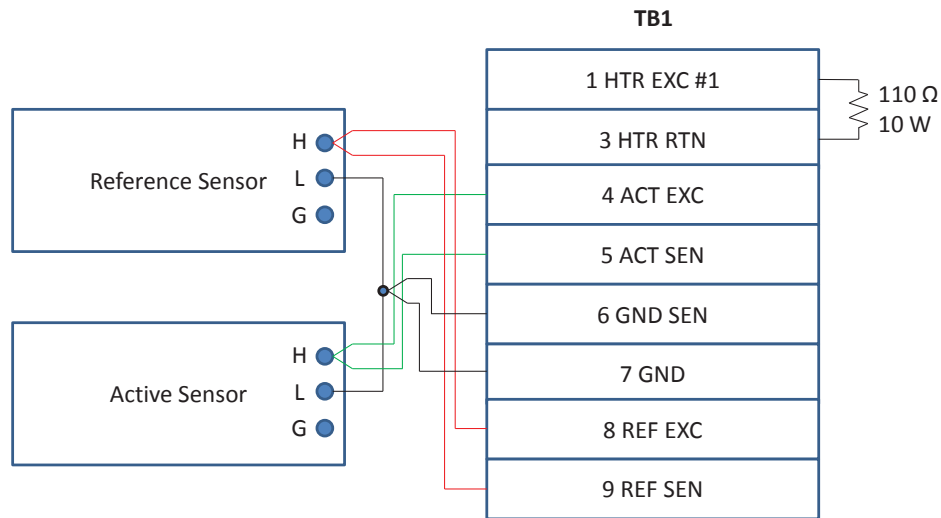 TB1
1 HTR EXC #1
110 Ω
10 W
3 HTR RTN
H
Reference Sensor
L
G
4 ACT EXC
5 ACT SEN
6 GND SEN
H
Active Sensor
L
G
7 GND
8 REF EXC
9 REF SEN